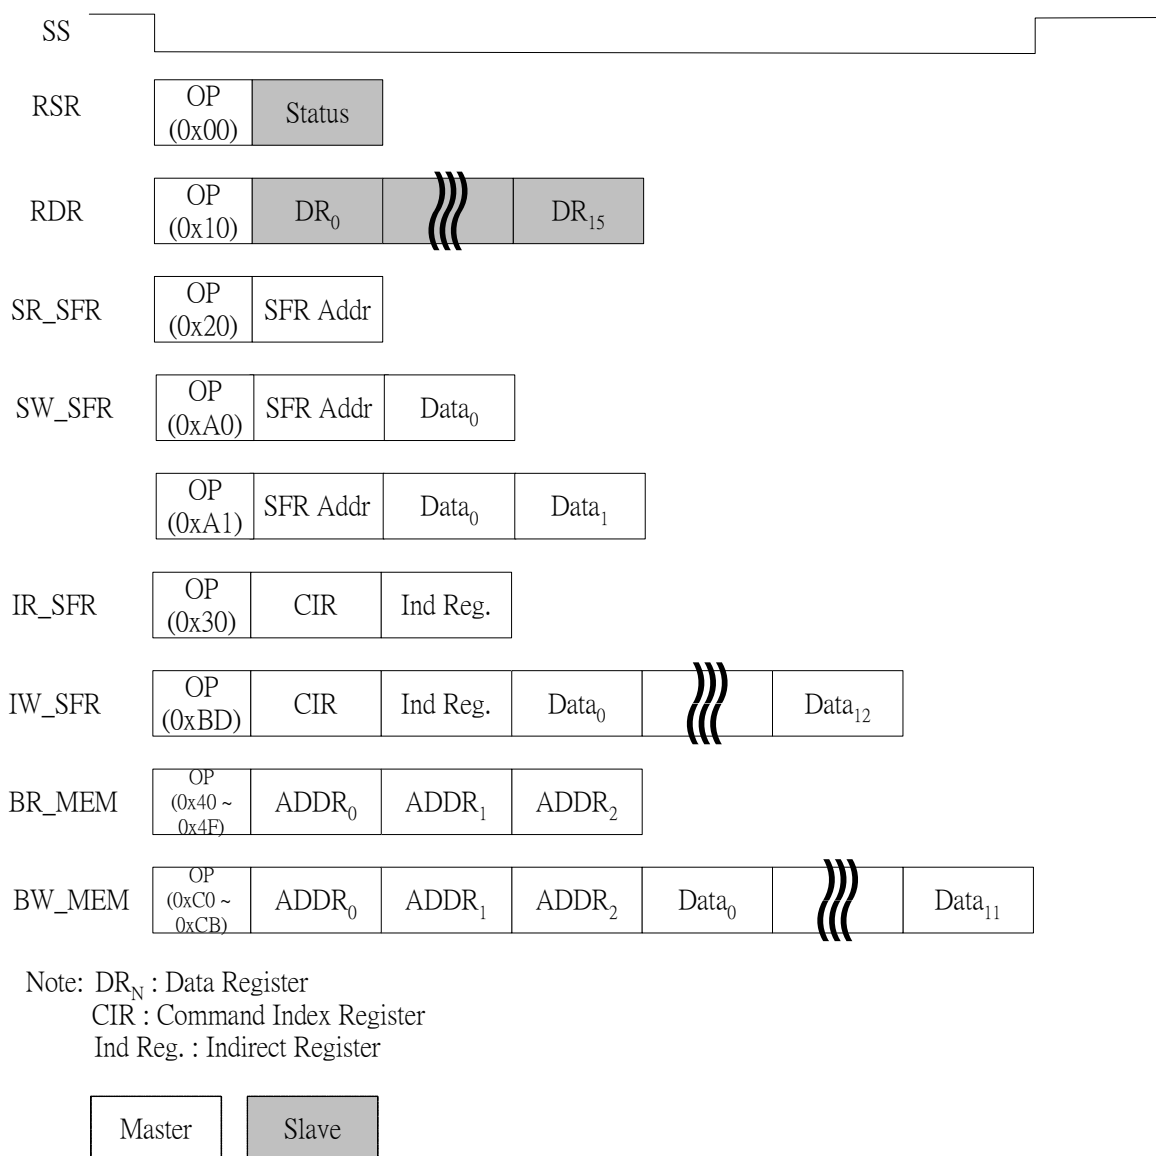 SS
RSR OP (0x00) Status
RDR OP (0x10) DR0 DR15
SR_SFR OP (0x20) SFR Addr
SW_SFR OP (0xA0) SFR Addr Data0
OP (0xA1) SFR Addr Data0 Data1
IR_SFR OP (0x30) CIR Ind Reg.
IW_SFR OP (0xBD) CIR Ind Reg. Data0 Data12
BR_MEM OP (0x40 ~ 0x4F) ADDR0 ADDR1 ADDR2
BW_MEM OP (0xC0 ~ 0xCB) ADDR0 ADDR1 ADDR2 Data0 Data11
Note: DRN : Data Register
CIR : Command Index Register
Ind Reg. : Indirect Register
Master Slave